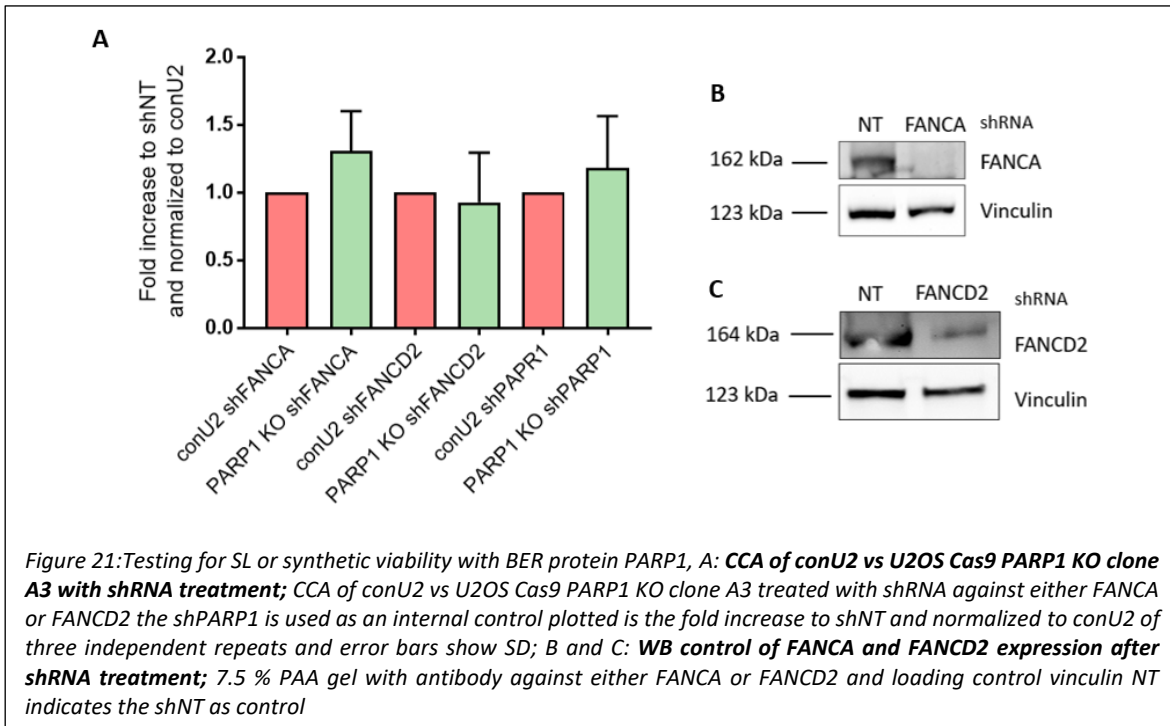 A
Fold increase to shNT
and normalized to conU2
2.0
1.5
1.0
0.5
0.0
conU2 shFANCA
PARP1 KO shFANCA
conU2 shFANCD2
PARP1 KO shFANCD2
conU2 shPAPR1
PARP1 KO shPARP1
B
NT FANCA shRNA
162 kDa FANCA
123 kDa Vinculin
C
NT FANCD2 shRNA
164 kDa FANCD2
123 kDa Vinculin
Figure 21:Testing for SL or synthetic viability with BER protein PARP1, A: CCA of conU2 vs U2OS Cas9 PARP1 KO clone
A3 with shRNA treatment; CCA of conU2 vs U2OS Cas9 PARP1 KO clone A3 treated with shRNA against either FANCA
or FANCD2 the shPARP1 is used as an internal control plotted is the fold increase to shNT and normalized to conU2 of
three independent repeats and error bars show SD; B and C: WB control of FANCA and FANCD2 expression after
shRNA treatment; 7.5 % PAA gel with antibody against either FANCA or FANCD2 and loading control vinculin NT
indicates the shNT as control